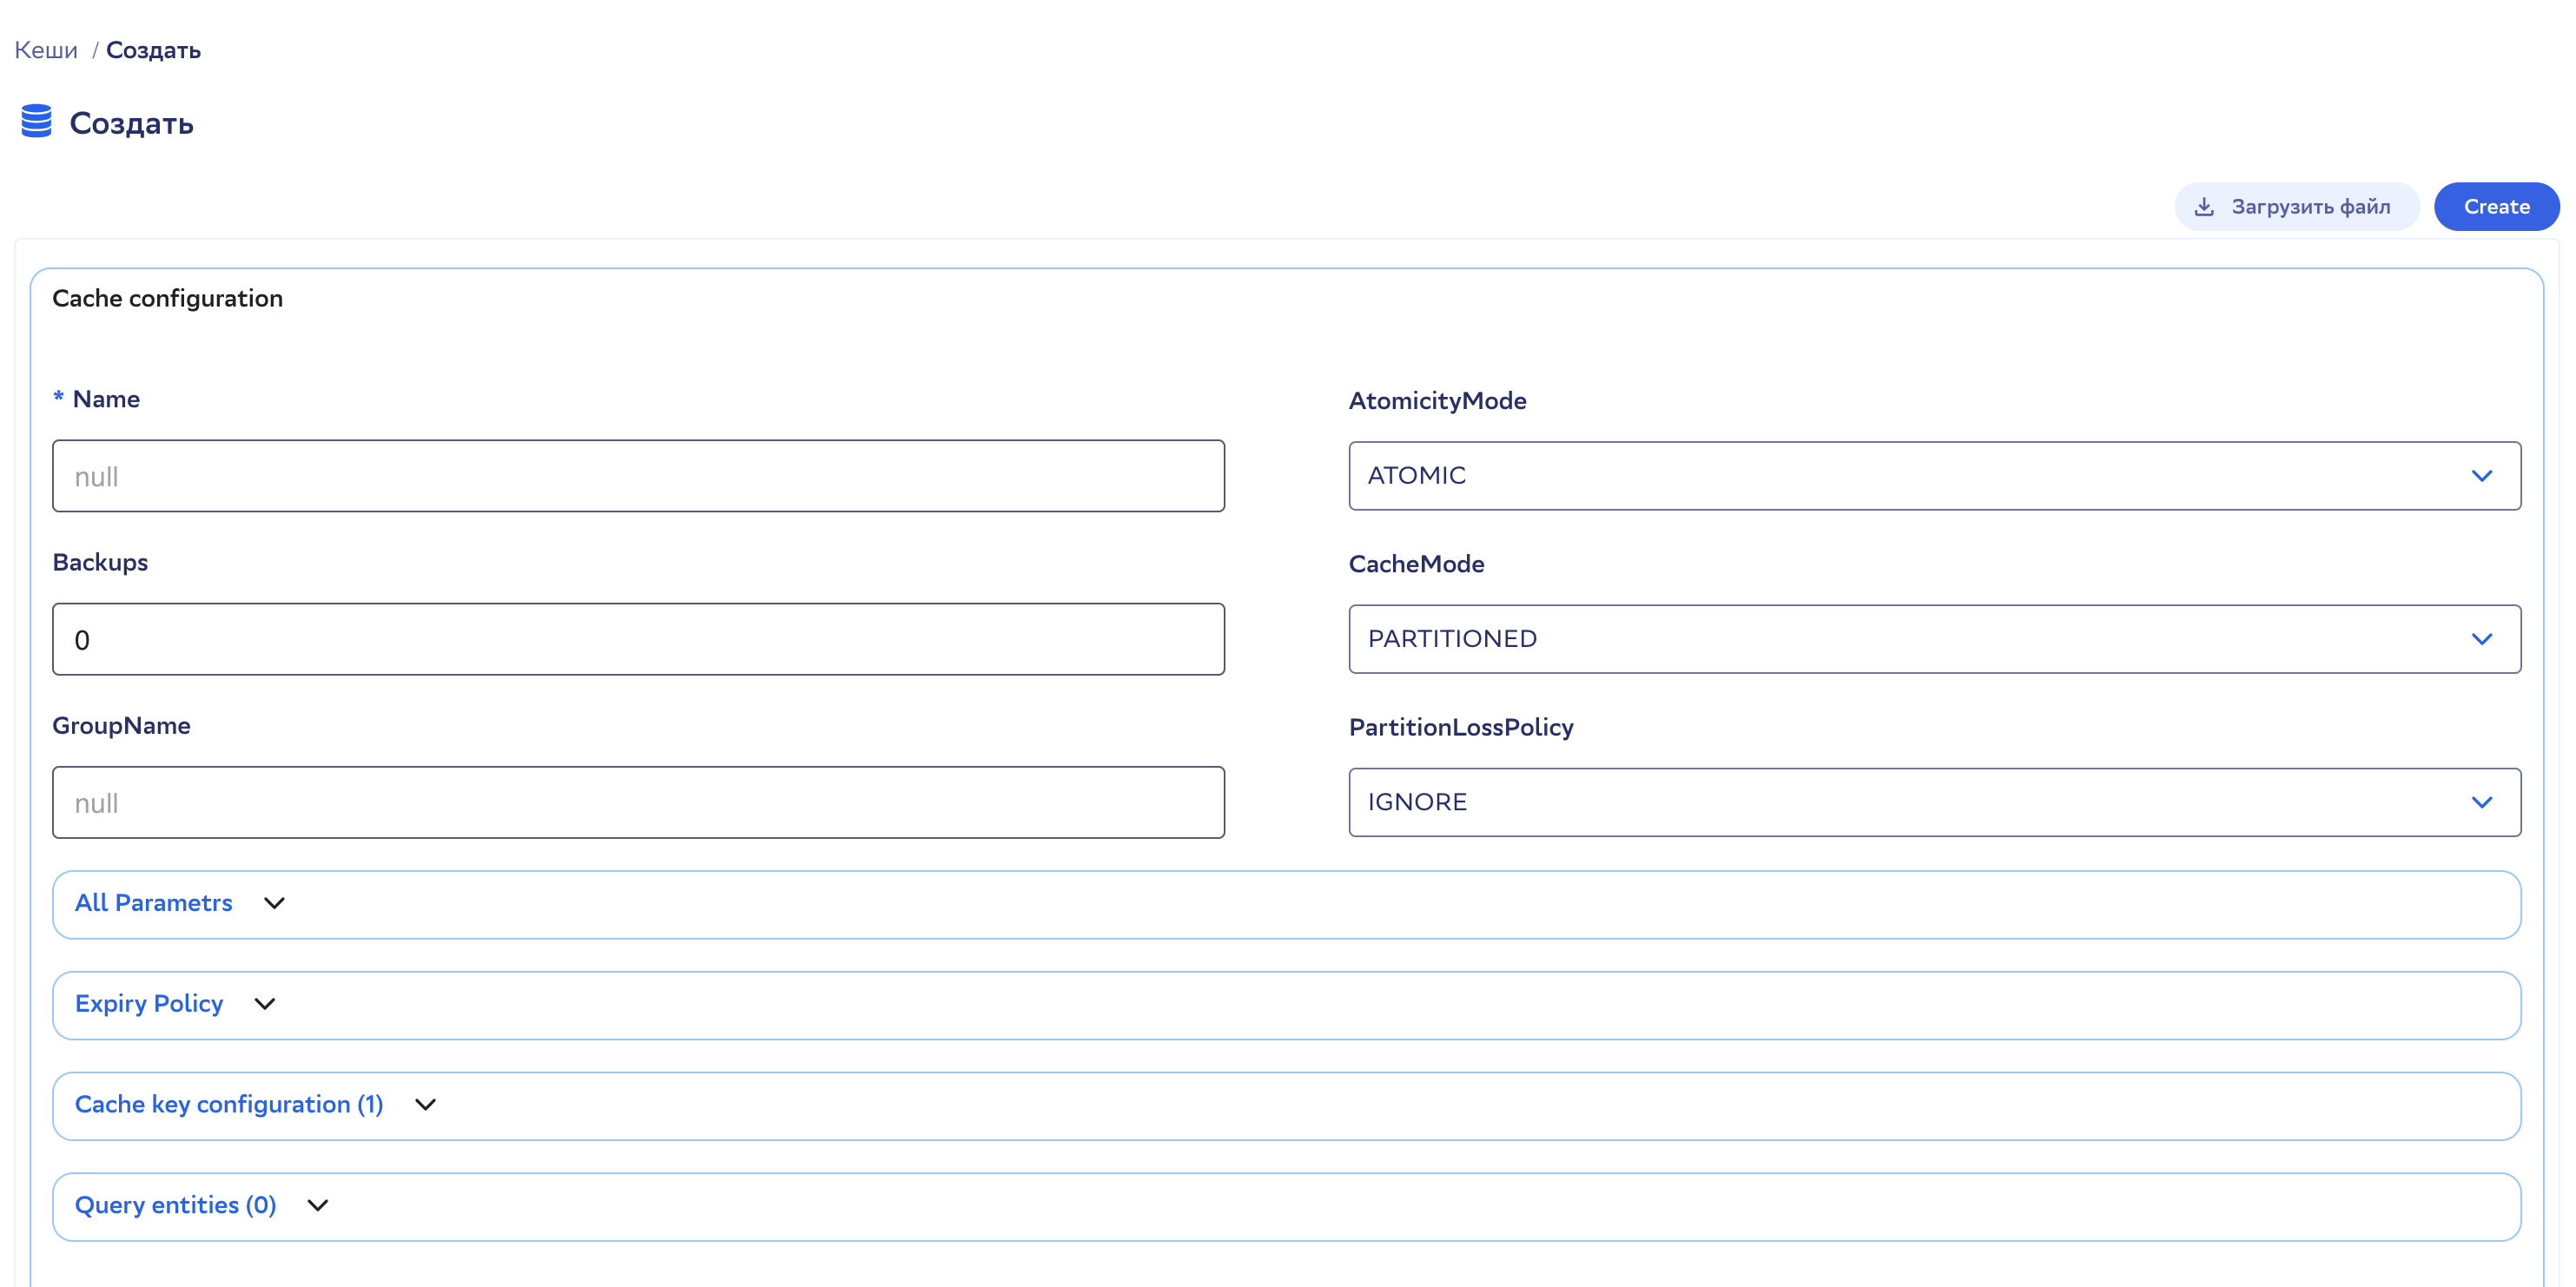 Кеши / Создать
Создать
Загрузить файл
Create
Cache configuration
* Name
AtomicityMode
null
ATOMIC
Backups
CacheMode
0
PARTITIONED
GroupName
PartitionLossPolicy
null
IGNORE
All Parametrs
Expiry Policy
Cache key configuration (1)
Query entities (0)